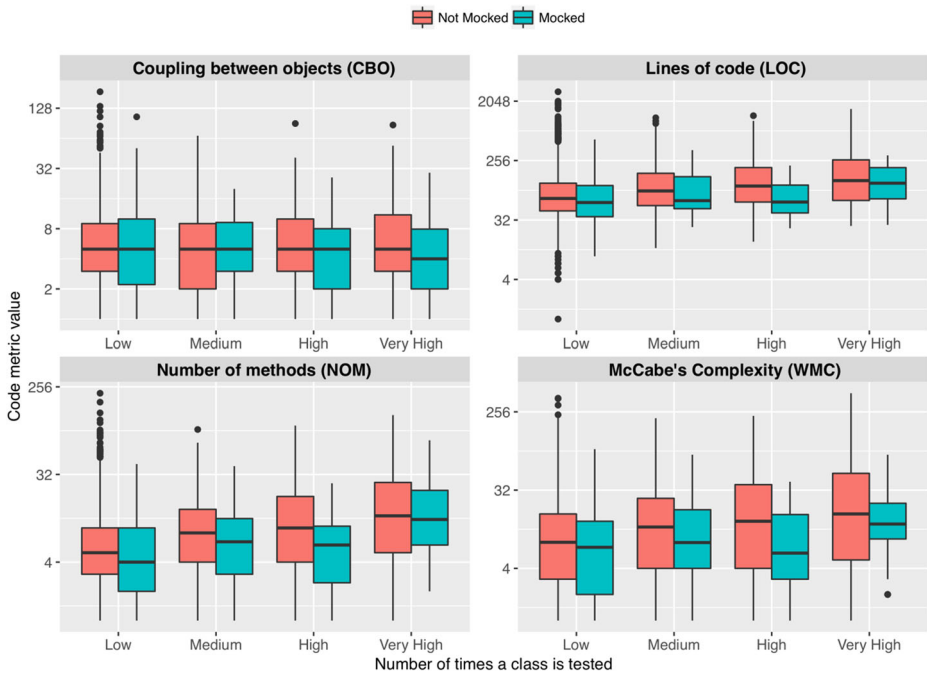 Not Mocked Mocked
Coupling between objects (CBO) Lines of code (LOC)
128
32
8
2
2048
256
32
4
Low Medium High Very High
Low Medium High Very High
Number of methods (NOM) McCabe's Complexity (WMC)
256
32
4
256
32
4
Low Medium High Very High
Low Medium High Very High
Code metric value
Number of times a class is tested